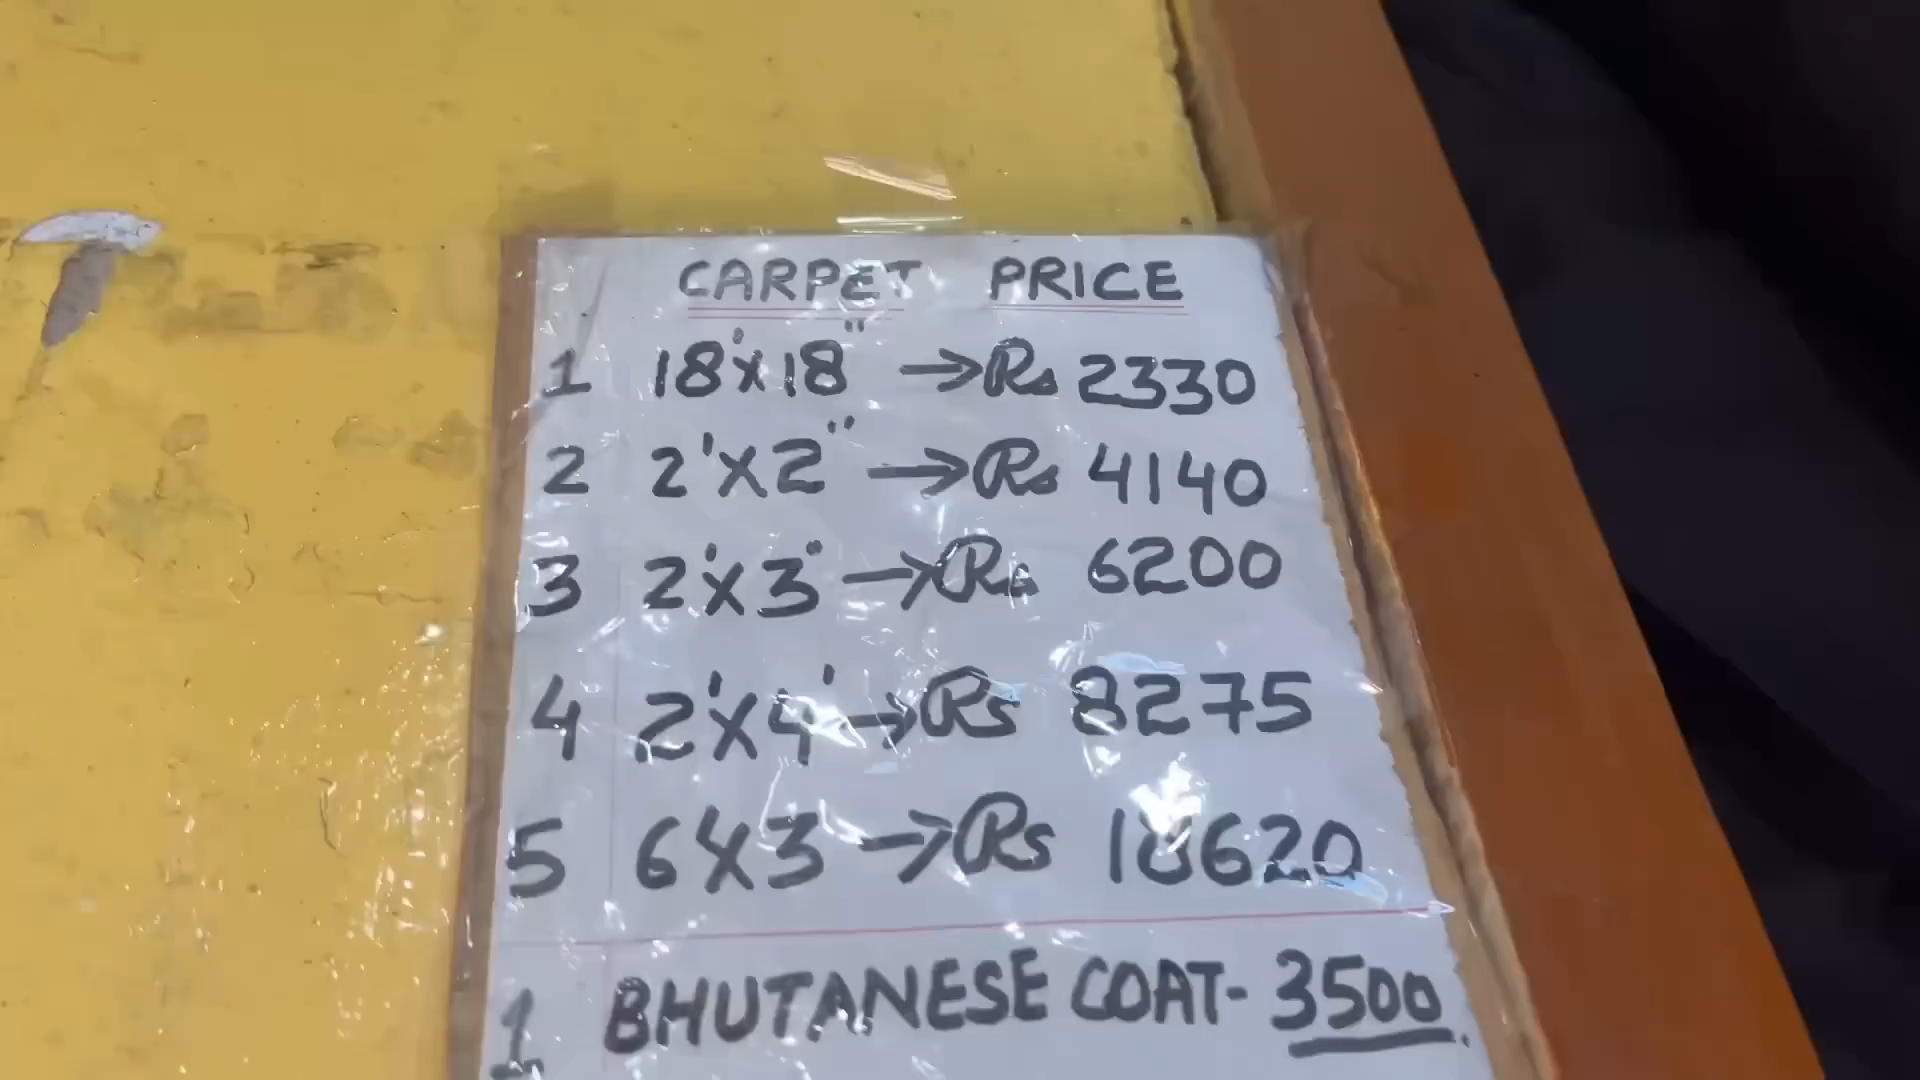 CARPET PRICE
1 18'x18" → Rs 2330
2 2'x2" → Rs 4140
3 2'x3" → Rs 6200
4 2'x4' → Rs 8275
5 6x3 → Rs 18620
1 BHUTANESE COAT - 3500.